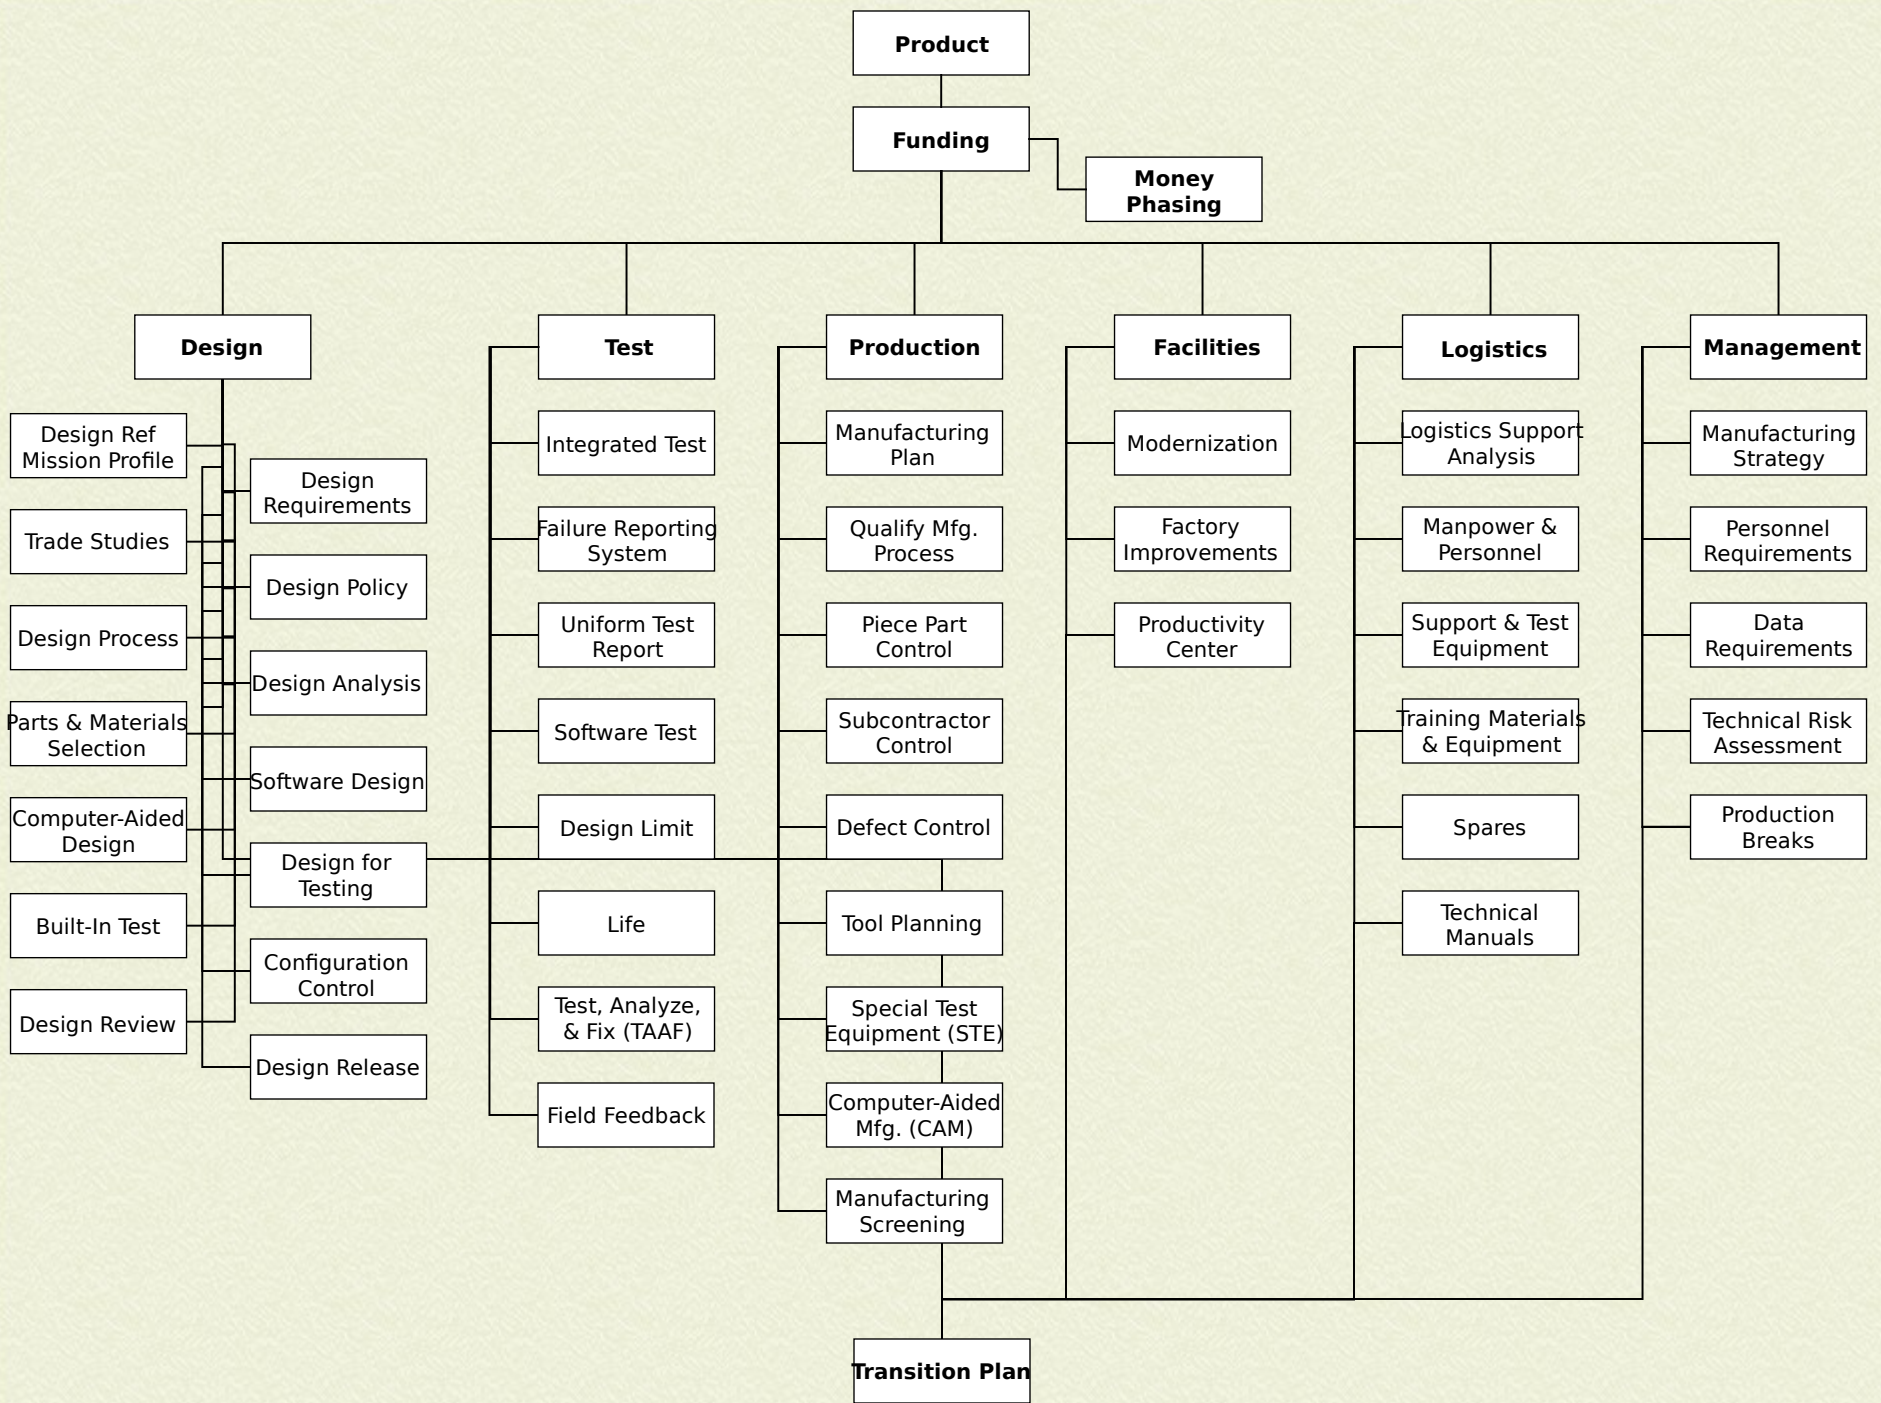 Product
Funding
Money
Phasing
Design
Test
Production
Facilities
Logistics
Management
Design Ref
Mission Profile
Trade Studies
Design Process
Parts & Materials
Selection
Computer-Aided
Design
Built-In Test
Design Review
Design
Requirements
Design Policy
Design Analysis
Software Design
Design for
Testing
Configuration
Control
Design Release
Integrated Test
Failure Reporting
System
Uniform Test
Report
Software Test
Design Limit
Life
Test, Analyze,
& Fix (TAAF)
Field Feedback
Manufacturing
Plan
Qualify Mfg.
Process
Piece Part
Control
Subcontractor
Control
Defect Control
Tool Planning
Special Test
Equipment (STE)
Computer-Aided
Mfg. (CAM)
Manufacturing
Screening
Modernization
Factory
Improvements
Productivity
Center
Logistics Support
Analysis
Manpower &
Personnel
Support & Test
Equipment
Training Materials
& Equipment
Spares
Technical
Manuals
Manufacturing
Strategy
Personnel
Requirements
Data
Requirements
Technical Risk
Assessment
Production
Breaks
Transition Plan